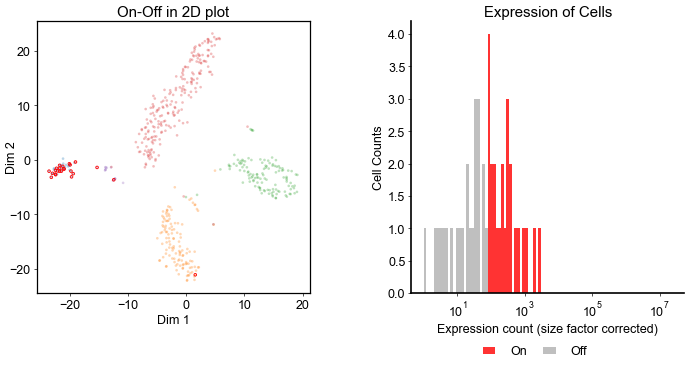 On-Off in 2D plot
20
10
0
−10
−20
Dim 2
−20 −10 0 10 20
Dim 1
Expression of Cells
4.0
3.5
3.0
2.5
2.0
1.5
1.0
0.5
0.0
Cell Counts
10^1 10^3 10^5 10^7
Expression count (size factor corrected)
On Off